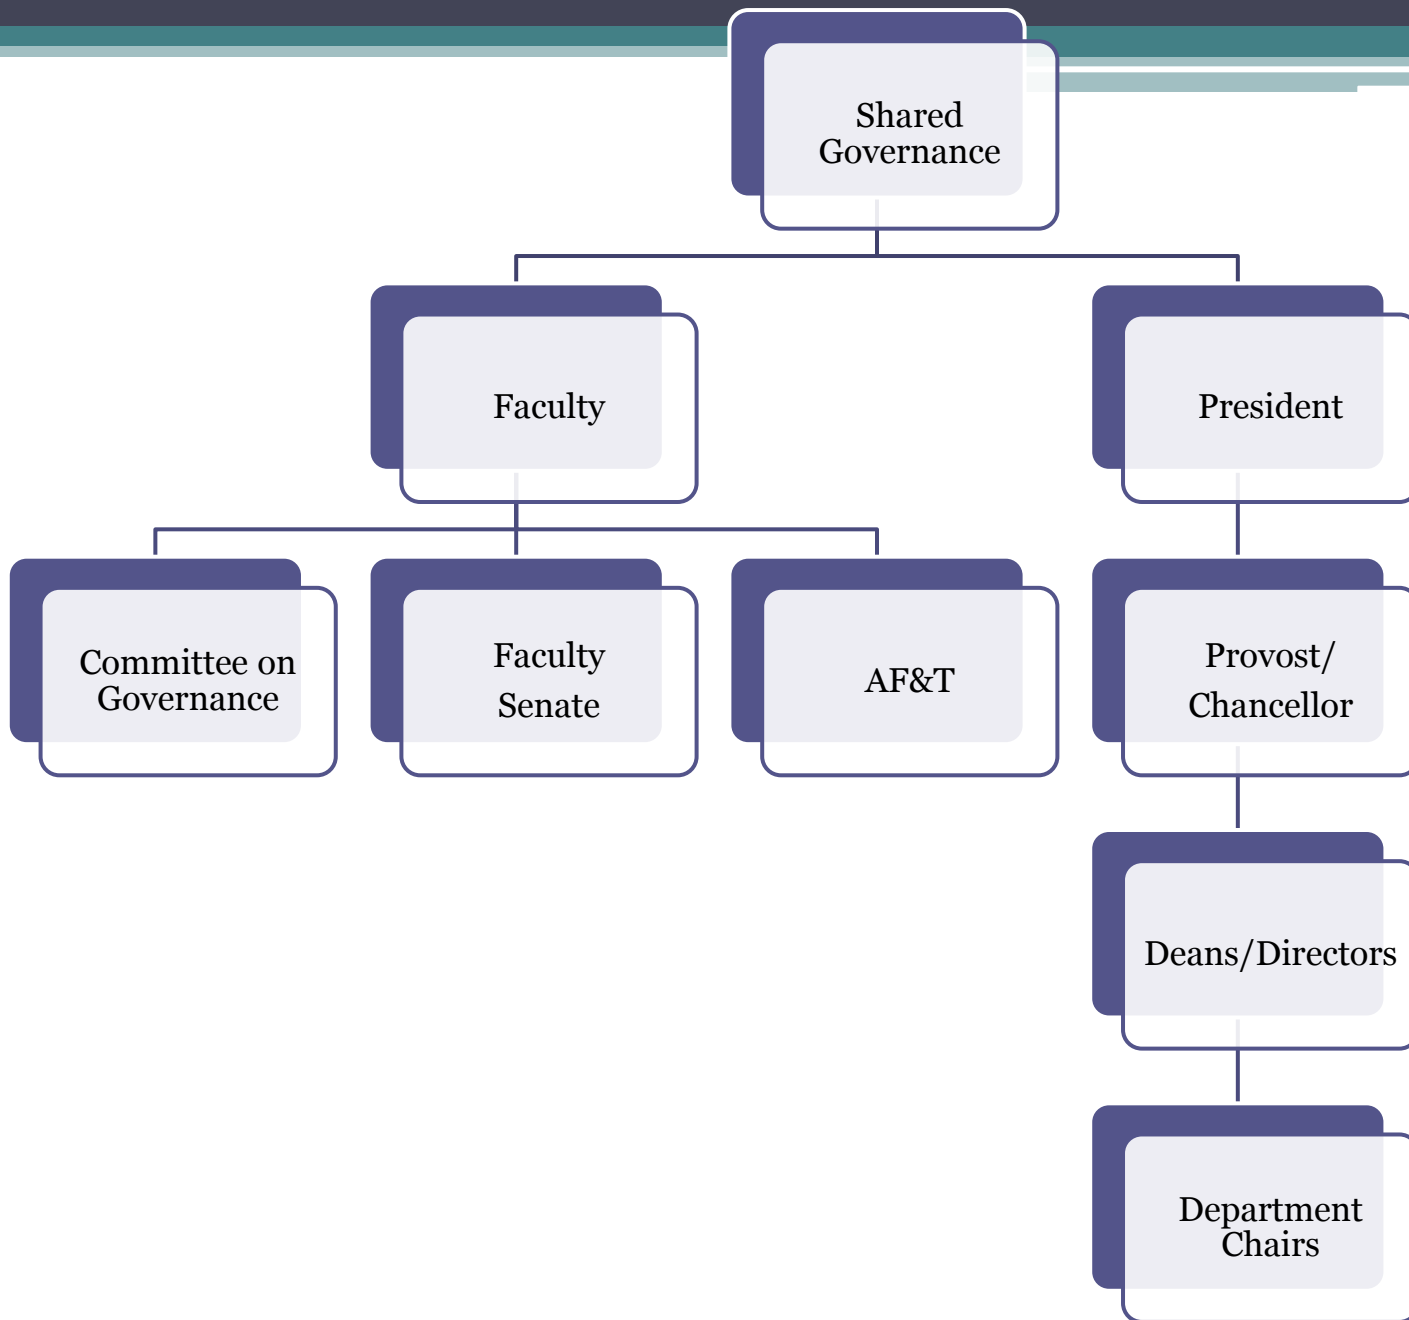 Shared
Governance
Faculty
President
Committee on
Governance
Faculty
Senate
AF&T
Provost/
Chancellor
Deans/Directors
Department
Chairs